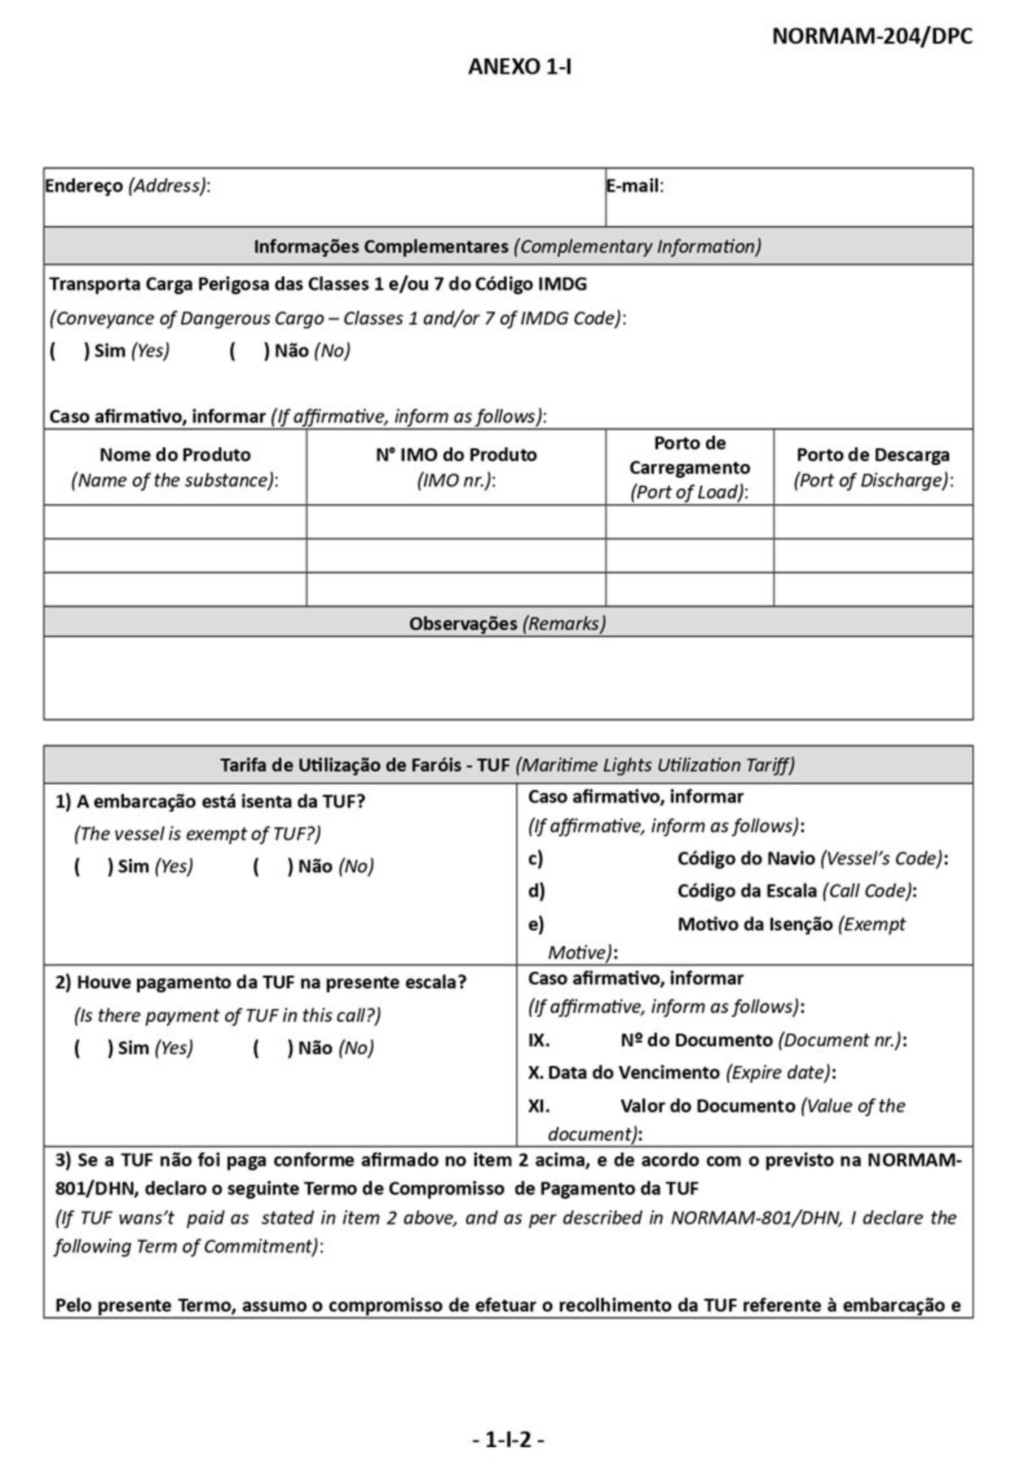 NORMAM-204/DPC
ANEXO 1-I
Endereço (Address):
E-mail:
Informações Complementares (Complementary Information)
Transporta Carga Perigosa das Classes 1 e/ou 7 do Código IMDG
(Conveyance of Dangerous Cargo – Classes 1 and/or 7 of IMDG Code):
(    ) Sim (Yes)    (    ) Não (No)
Caso afirmativo, informar (If affirmative, inform as follows):
Nome do Produto
(Name of the substance):
N° IMO do Produto
(IMO nr.):
Porto de
Carregamento
(Port of Load):
Porto de Descarga
(Port of Discharge):
Observações (Remarks)
Tarifa de Utilização de Faróis - TUF (Maritime Lights Utilization Tariff)
1) A embarcação está isenta da TUF?
(The vessel is exempt of TUF?)
(    ) Sim (Yes)    (    ) Não (No)
Caso afirmativo, informar
(If affirmative, inform as follows):
c) Código do Navio (Vessel's Code):
d) Código da Escala (Call Code):
e) Motivo da Isenção (Exempt
Motive):
2) Houve pagamento da TUF na presente escala?
(Is there payment of TUF in this call?)
(    ) Sim (Yes)    (    ) Não (No)
Caso afirmativo, informar
(If affirmative, inform as follows):
IX. Nº do Documento (Document nr.):
X. Data do Vencimento (Expire date):
XI. Valor do Documento (Value of the
document):
3) Se a TUF não foi paga conforme afirmado no item 2 acima, e de acordo com o previsto na NORMAM-
801/DHN, declaro o seguinte Termo de Compromisso de Pagamento da TUF
(If TUF wans't paid as stated in item 2 above, and as per described in NORMAM-801/DHN, I declare the
following Term of Commitment):
Pelo presente Termo, assumo o compromisso de efetuar o recolhimento da TUF referente à embarcação e
- 1-I-2 -